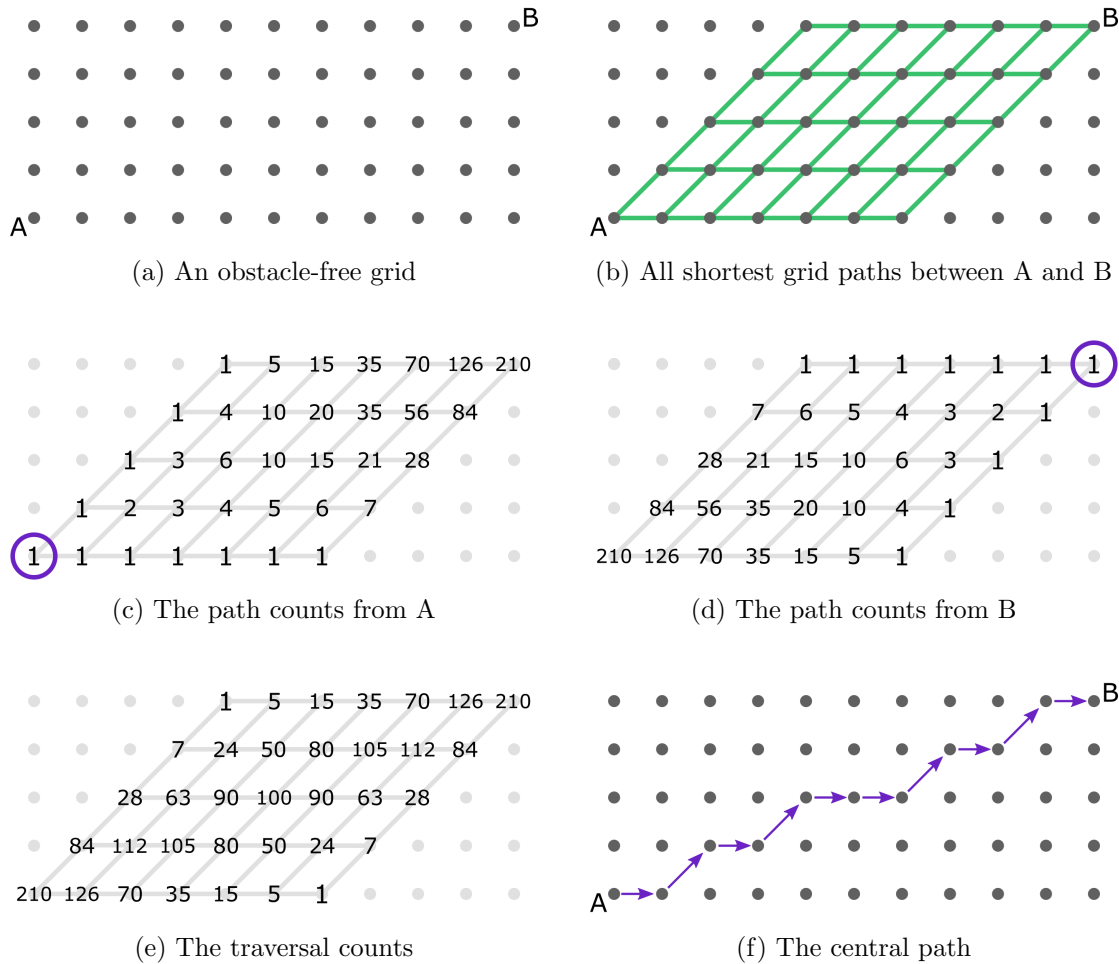 B
B
A
A
(a) An obstacle-free grid
(b) All shortest grid paths between A and B
1 5 15 35 70 126 210
1 4 10 20 35 56 84
1 3 6 10 15 21 28
1 2 3 4 5 6 7
1 1 1 1 1 1 1
(c) The path counts from A
1 1 1 1 1 1 1
7 6 5 4 3 2 1
28 21 15 10 6 3 1
84 56 35 20 10 4 1
210 126 70 35 15 5 1
(d) The path counts from B
1 5 15 35 70 126 210
7 24 50 80 105 112 84
28 63 90 100 90 63 28
84 112 105 80 50 24 7
210 126 70 35 15 5 1
(e) The traversal counts
B
A
(f) The central path